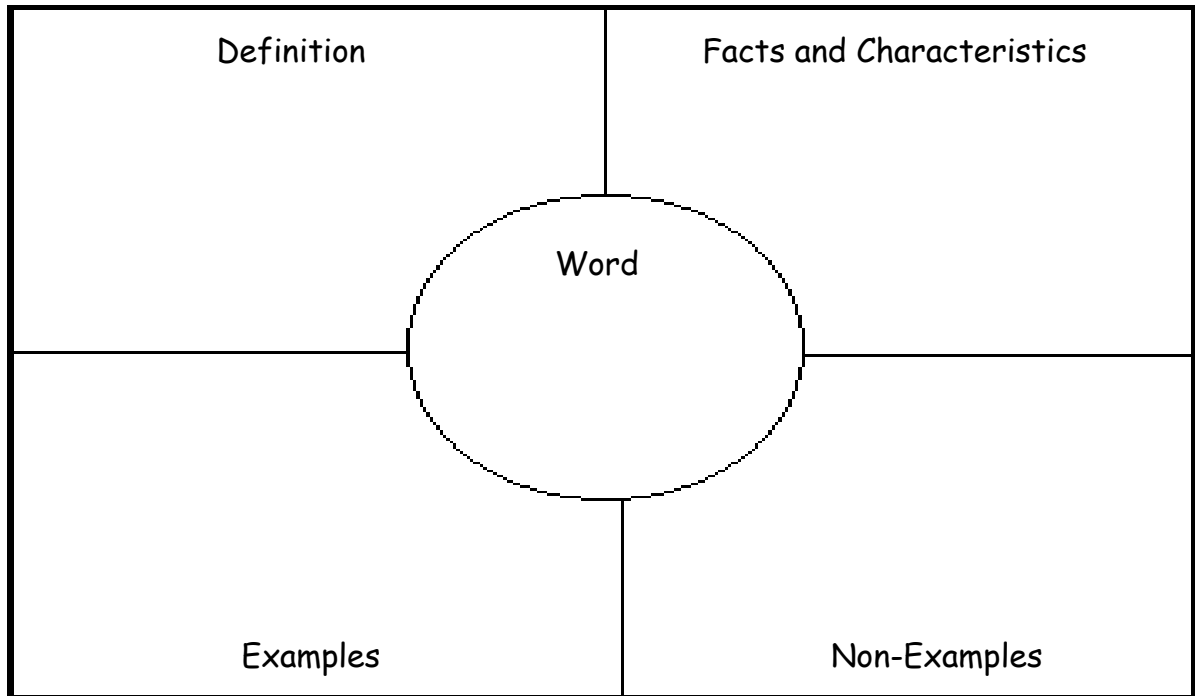 Definition
Facts and Characteristics
Word
Examples
Non-Examples